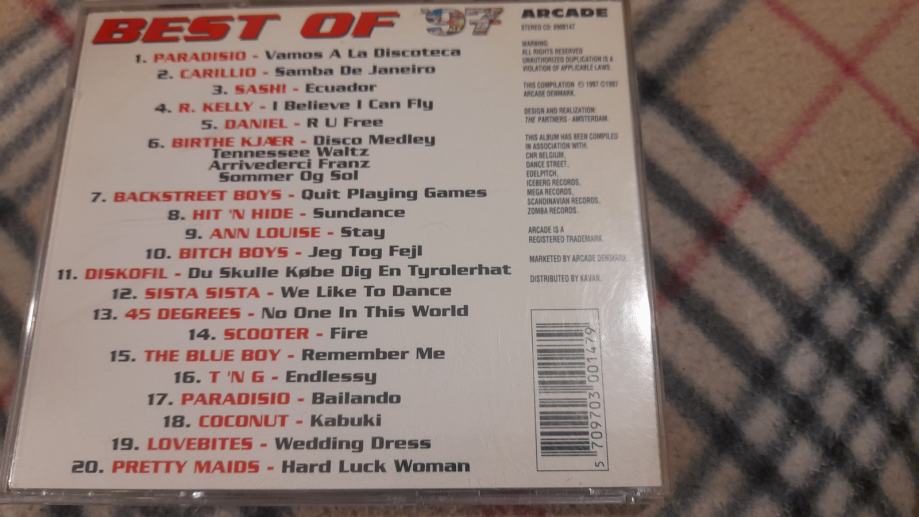 BEST OF '97
1. PARADISIO - Vamos A La Discoteca
2. CARILLIO - Samba De Janeiro
3. SASH! - Ecuador
4. R. KELLY - I Believe I Can Fly
5. DANIEL - R U Free
6. BIRTHE KJÆR - Disco Medley
Tennessee Waltz
Arrivederci Franz
Sommer Og Sol
7. BACKSTREET BOYS - Quit Playing Games
8. HIT 'N HIDE - Sundance
9. ANN LOUISE - Stay
10. BITCH BOYS - Jeg Tog Fejl
11. DISKOFIL - Du Skulle Købe Dig En Tyrolerhat
12. SISTA SISTA - We Like To Dance
13. 45 DEGREES - No One In This World
14. SCOOTER - Fire
15. THE BLUE BOY - Remember Me
16. T 'N G - Endlessy
17. PARADISIO - Bailando
18. COCONUT - Kabuki
19. LOVEBITES - Wedding Dress
20. PRETTY MAIDS - Hard Luck Woman
ARCADE
STEREO CD:
WARNING:
ALL RIGHTS RESERVED
UNAUTHORIZED DUPLICATION IS A
VIOLATION OF APPLICABLE LAWS.
THIS COMPILATION ℗ 1997 ©1997
ARCADE DENMARK.
DESIGN AND REALIZATION:
THE PARTNERS - AMSTERDAM.
THIS ALBUM HAS BEEN COMPILED
IN ASSOCIATION WITH:
CNR BELGIUM,
DANCE STREET,
EDELPITCH,
ICEBERG RECORDS,
MEGA RECORDS,
SCANDINAVIAN RECORDS,
ZOMBA RECORDS.
ARCADE IS A
REGISTERED TRADEMARK.
MARKETED BY ARCADE DENMARK.
DISTRIBUTED BY KAVAN.
5 709703 001479